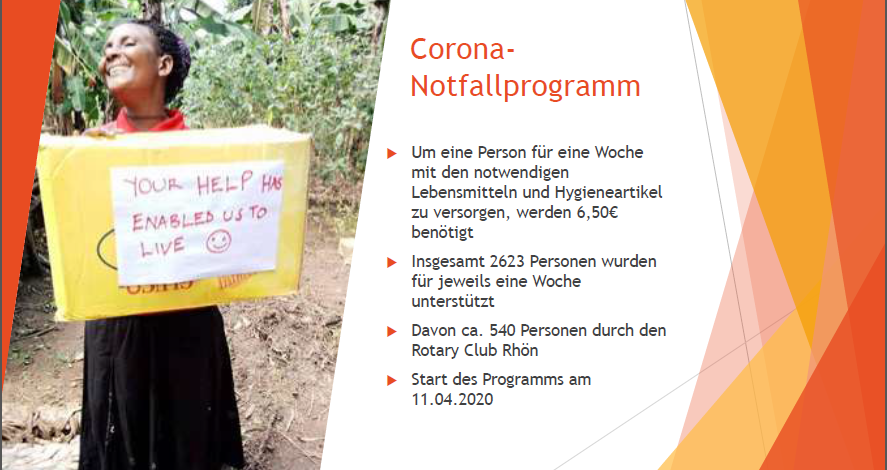 Corona-
Notfallprogramm
YOUR HELP HAS
ENABLED US TO
LIVE
Um eine Person für eine Woche
mit den notwendigen
Lebensmitteln und Hygieneartikel
zu versorgen, werden 6,50€
benötigt
Insgesamt 2623 Personen wurden
für jeweils eine Woche
unterstützt
Davon ca. 540 Personen durch den
Rotary Club Rhön
Start des Programms am
11.04.2020